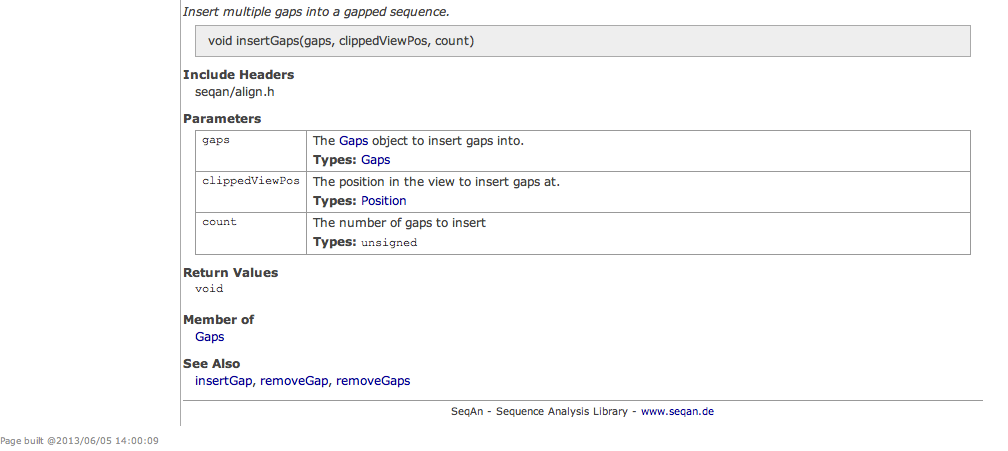 Insert multiple gaps into a gapped sequence.
void insertGaps(gaps, clippedViewPos, count)
Include Headers
seqan/align.h
Parameters
gaps
The Gaps object to insert gaps into.
Types: Gaps
clippedViewPos
The position in the view to insert gaps at.
Types: Position
count
The number of gaps to insert
Types: unsigned
Return Values
void
Member of
Gaps
See Also
insertGap, removeGap, removeGaps
SeqAn - Sequence Analysis Library - www.seqan.de
Page built @2013/06/05 14:00:09